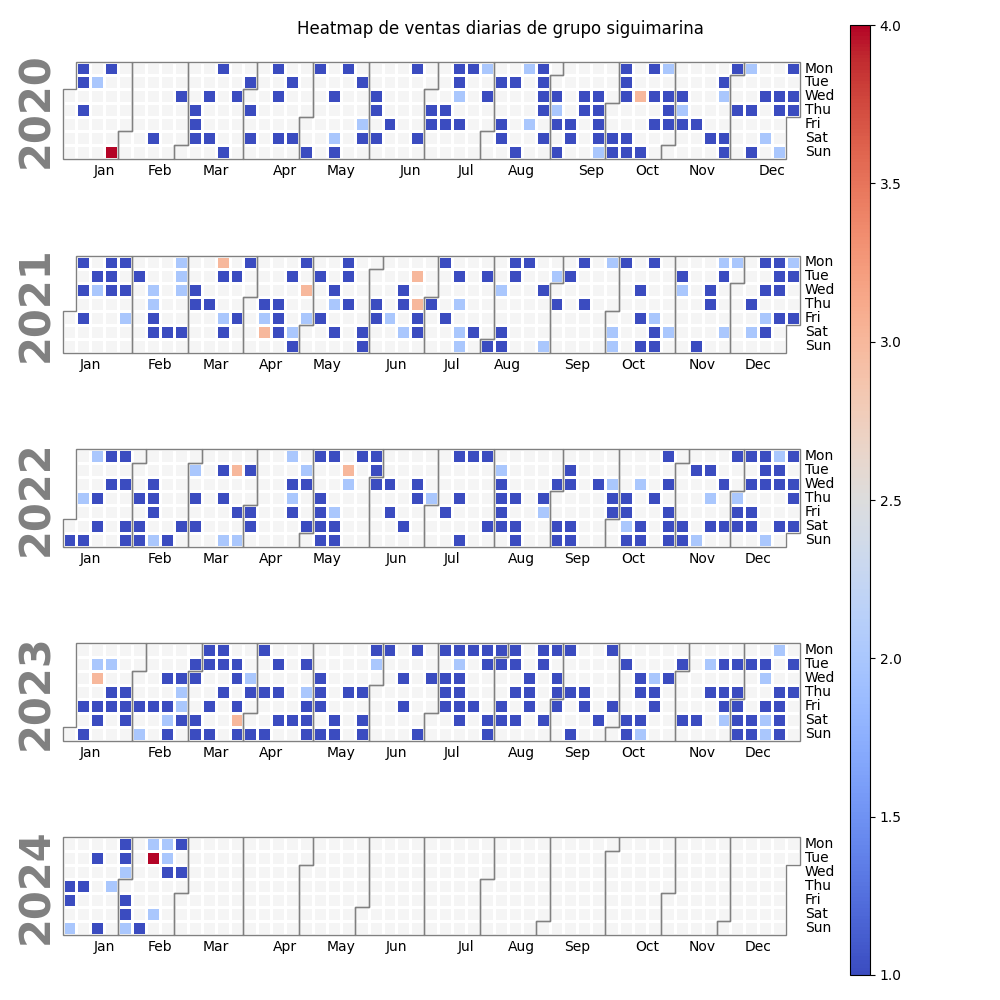 Heatmap de ventas diarias de grupo siguimarina
2020
Mon
Tue
Wed
Thu
Fri
Sat
Sun
Jan Feb Mar Apr May Jun Jul Aug Sep Oct Nov Dec
2021
Mon
Tue
Wed
Thu
Fri
Sat
Sun
Jan Feb Mar Apr May Jun Jul Aug Sep Oct Nov Dec
2022
Mon
Tue
Wed
Thu
Fri
Sat
Sun
Jan Feb Mar Apr May Jun Jul Aug Sep Oct Nov Dec
2023
Mon
Tue
Wed
Thu
Fri
Sat
Sun
Jan Feb Mar Apr May Jun Jul Aug Sep Oct Nov Dec
2024
Mon
Tue
Wed
Thu
Fri
Sat
Sun
Jan Feb Mar Apr May Jun Jul Aug Sep Oct Nov Dec
4.0
3.5
3.0
2.5
2.0
1.5
1.0